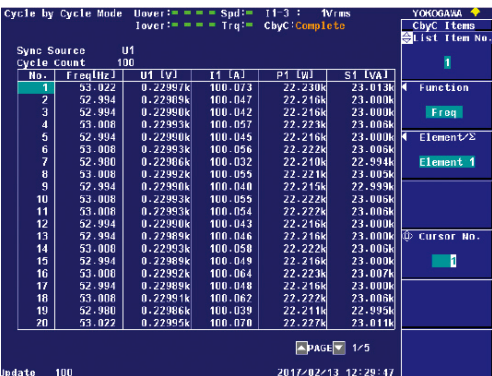 Cycle by Cycle Mode Uover:= = = = Spd:= I1-3 : 1Vrms YOKOGAWA
Iover:= = = = Trq:= CbyC:Complete CbyC Items
List Item No.
Sync Source U1
Cycle Count 100 1
No. Freq[Hz] U1 [V] I1 [A] P1 [W] S1 [VA]
1 53.022 0.22997k 100.073 22.230k 23.013k Function
2 52.994 0.22989k 100.047 22.216k 23.000k
3 52.994 0.22990k 100.042 22.216k 23.000k Freq
4 53.008 0.22993k 100.057 22.223k 23.006k
5 52.994 0.22990k 100.045 22.216k 23.000k Element/Σ
6 53.008 0.22993k 100.056 22.222k 23.006k
7 52.980 0.22986k 100.032 22.210k 22.994k Element 1
8 53.008 0.22992k 100.055 22.221k 23.005k
9 52.994 0.22990k 100.040 22.215k 22.999k
10 53.008 0.22993k 100.055 22.222k 23.006k
11 53.008 0.22993k 100.054 22.222k 23.006k
12 52.994 0.22990k 100.043 22.216k 23.000k
13 52.994 0.22989k 100.046 22.216k 23.000k Cursor No.
14 53.008 0.22993k 100.058 22.222k 23.006k
15 52.994 0.22989k 100.049 22.216k 23.000k 1
16 53.008 0.22992k 100.064 22.223k 23.007k
17 52.994 0.22989k 100.048 22.216k 23.000k
18 53.008 0.22991k 100.062 22.222k 23.006k
19 52.980 0.22986k 100.039 22.211k 22.995k
20 53.022 0.22995k 100.070 22.227k 23.011k
PAGE 1/5
Update 100 2017/02/13 12:29:47